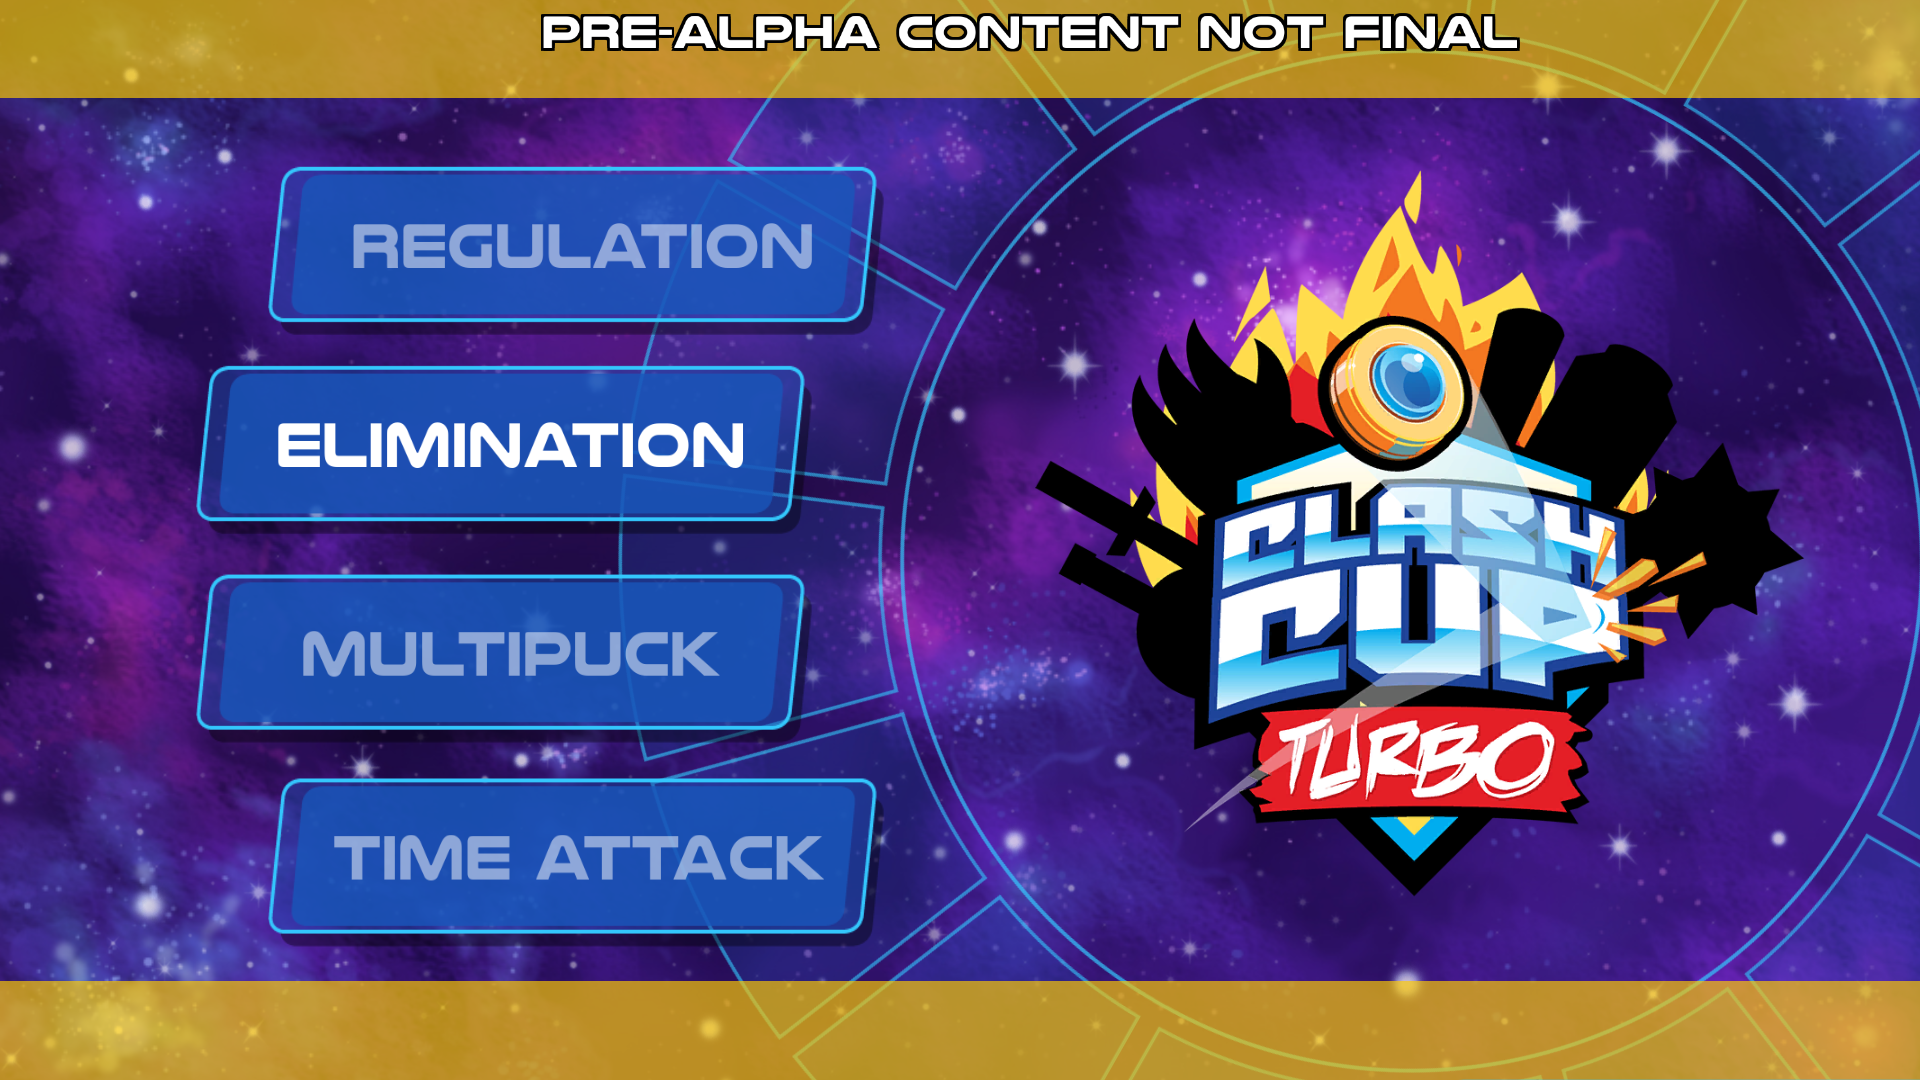 PRE-ALPHA CONTENT NOT FINAL
REGULATION
ELIMINATION
MULTIPUCK
TIME ATTACK
CLASH
CUP
TURBO